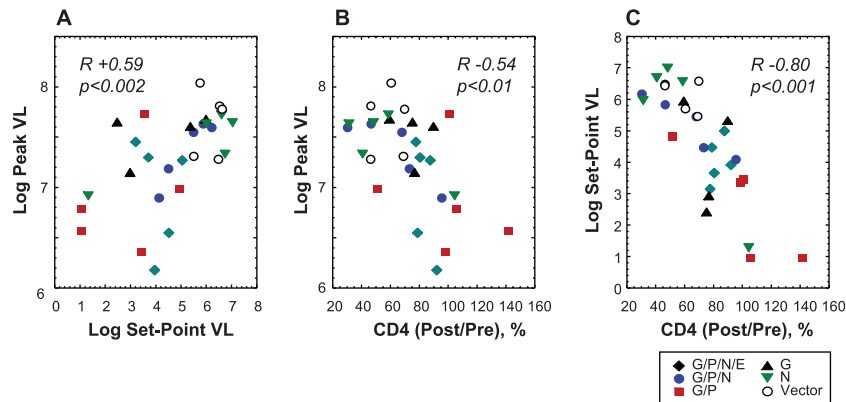 A
B
C
R +0.59
p<0.002
R -0.54
p<0.01
R -0.80
p<0.001
Log Peak VL
9
8
7
6
0 1 2 3 4 5 6 7 8
Log Set-Point VL
Log Peak VL
9
8
7
6
20 40 60 80 100 120 140 160
CD4 (Post/Pre), %
Log Set-Point VL
8
7
6
5
4
3
2
1
0
20 40 60 80 100 120 140 160
CD4 (Post/Pre), %
G/P/N/E
G/P/N
G/P
G
N
Vector